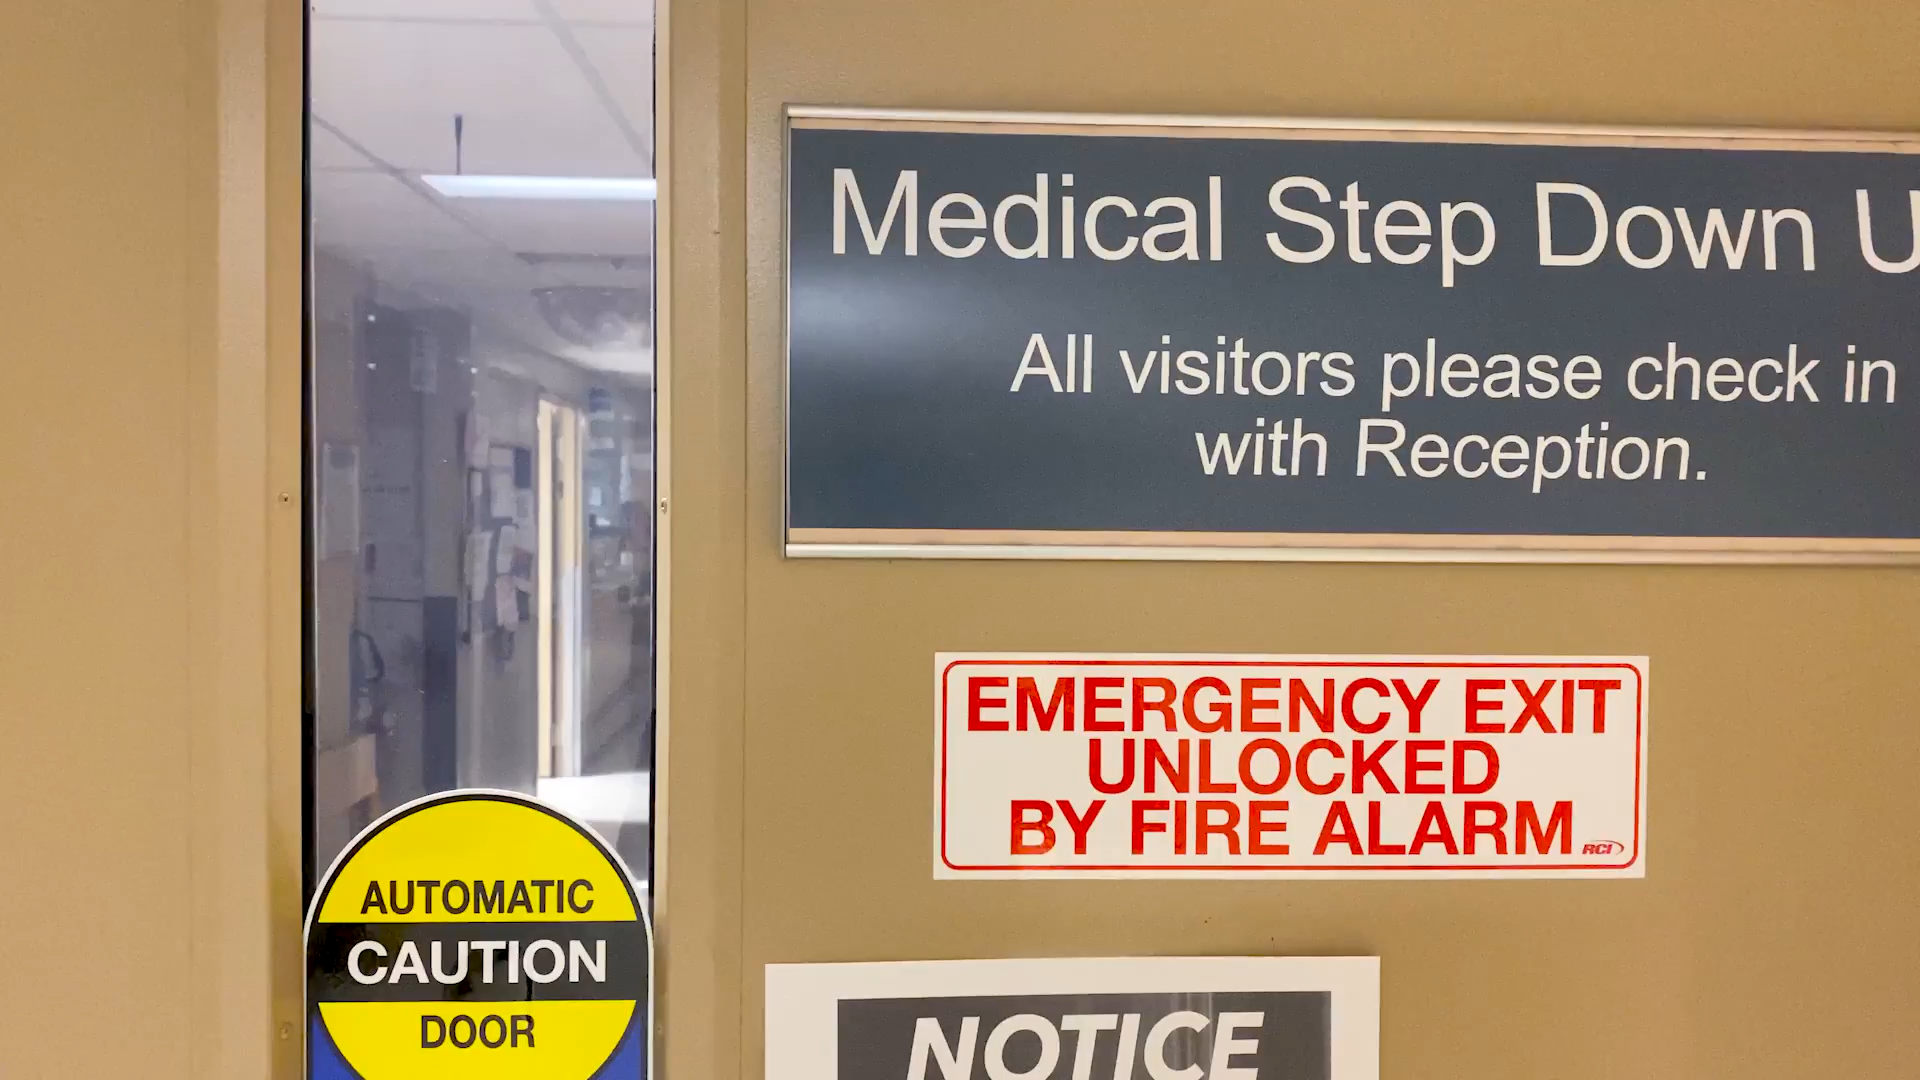 Medical Step Down U
All visitors please check in
with Reception.
EMERGENCY EXIT
UNLOCKED
BY FIRE ALARM
RCI
AUTOMATIC
CAUTION
DOOR
NOTICE